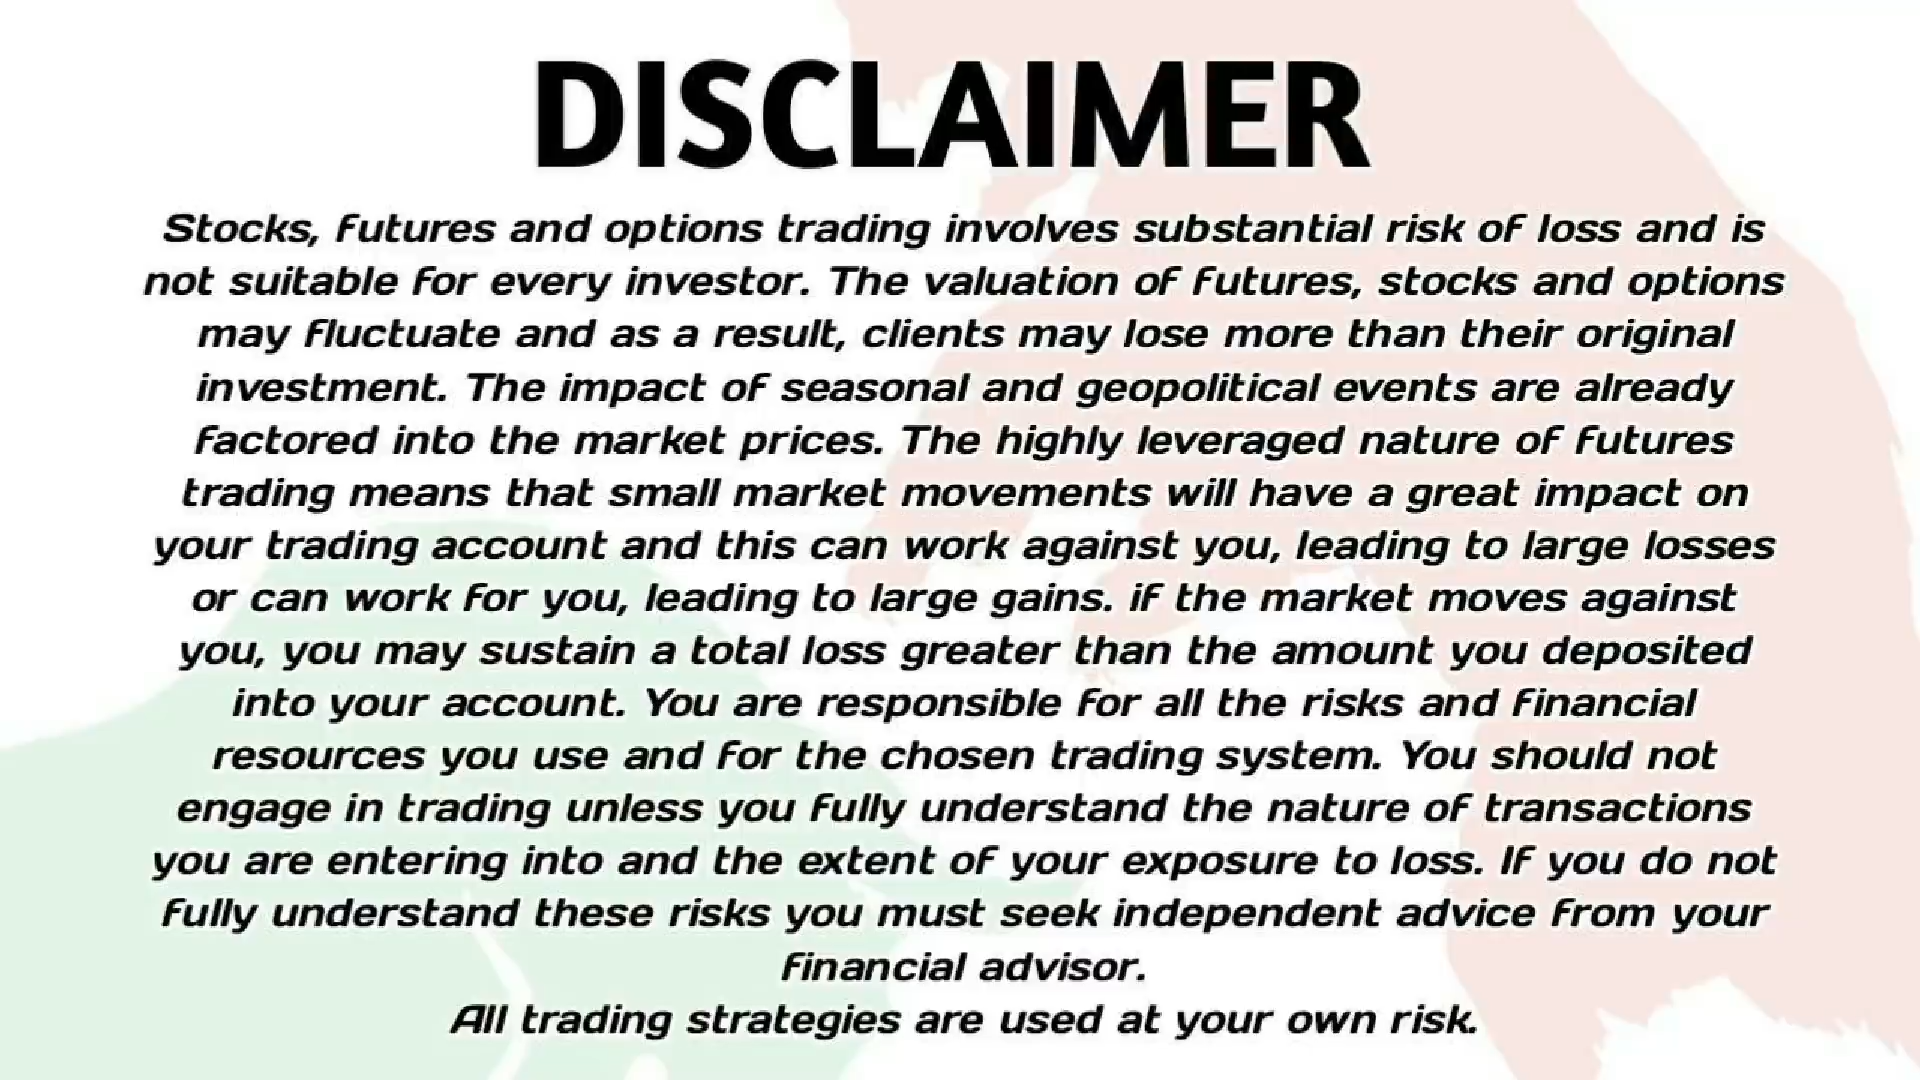 DISCLAIMER
Stocks, futures and options trading involves substantial risk of loss and is
not suitable for every investor. The valuation of futures, stocks and options
may fluctuate and as a result, clients may lose more than their original
investment. The impact of seasonal and geopolitical events are already
factored into the market prices. The highly leveraged nature of futures
trading means that small market movements will have a great impact on
your trading account and this can work against you, leading to large losses
or can work for you, leading to large gains. if the market moves against
you, you may sustain a total loss greater than the amount you deposited
into your account. You are responsible for all the risks and financial
resources you use and for the chosen trading system. You should not
engage in trading unless you fully understand the nature of transactions
you are entering into and the extent of your exposure to loss. If you do not
fully understand these risks you must seek independent advice from your
financial advisor.
All trading strategies are used at your own risk.